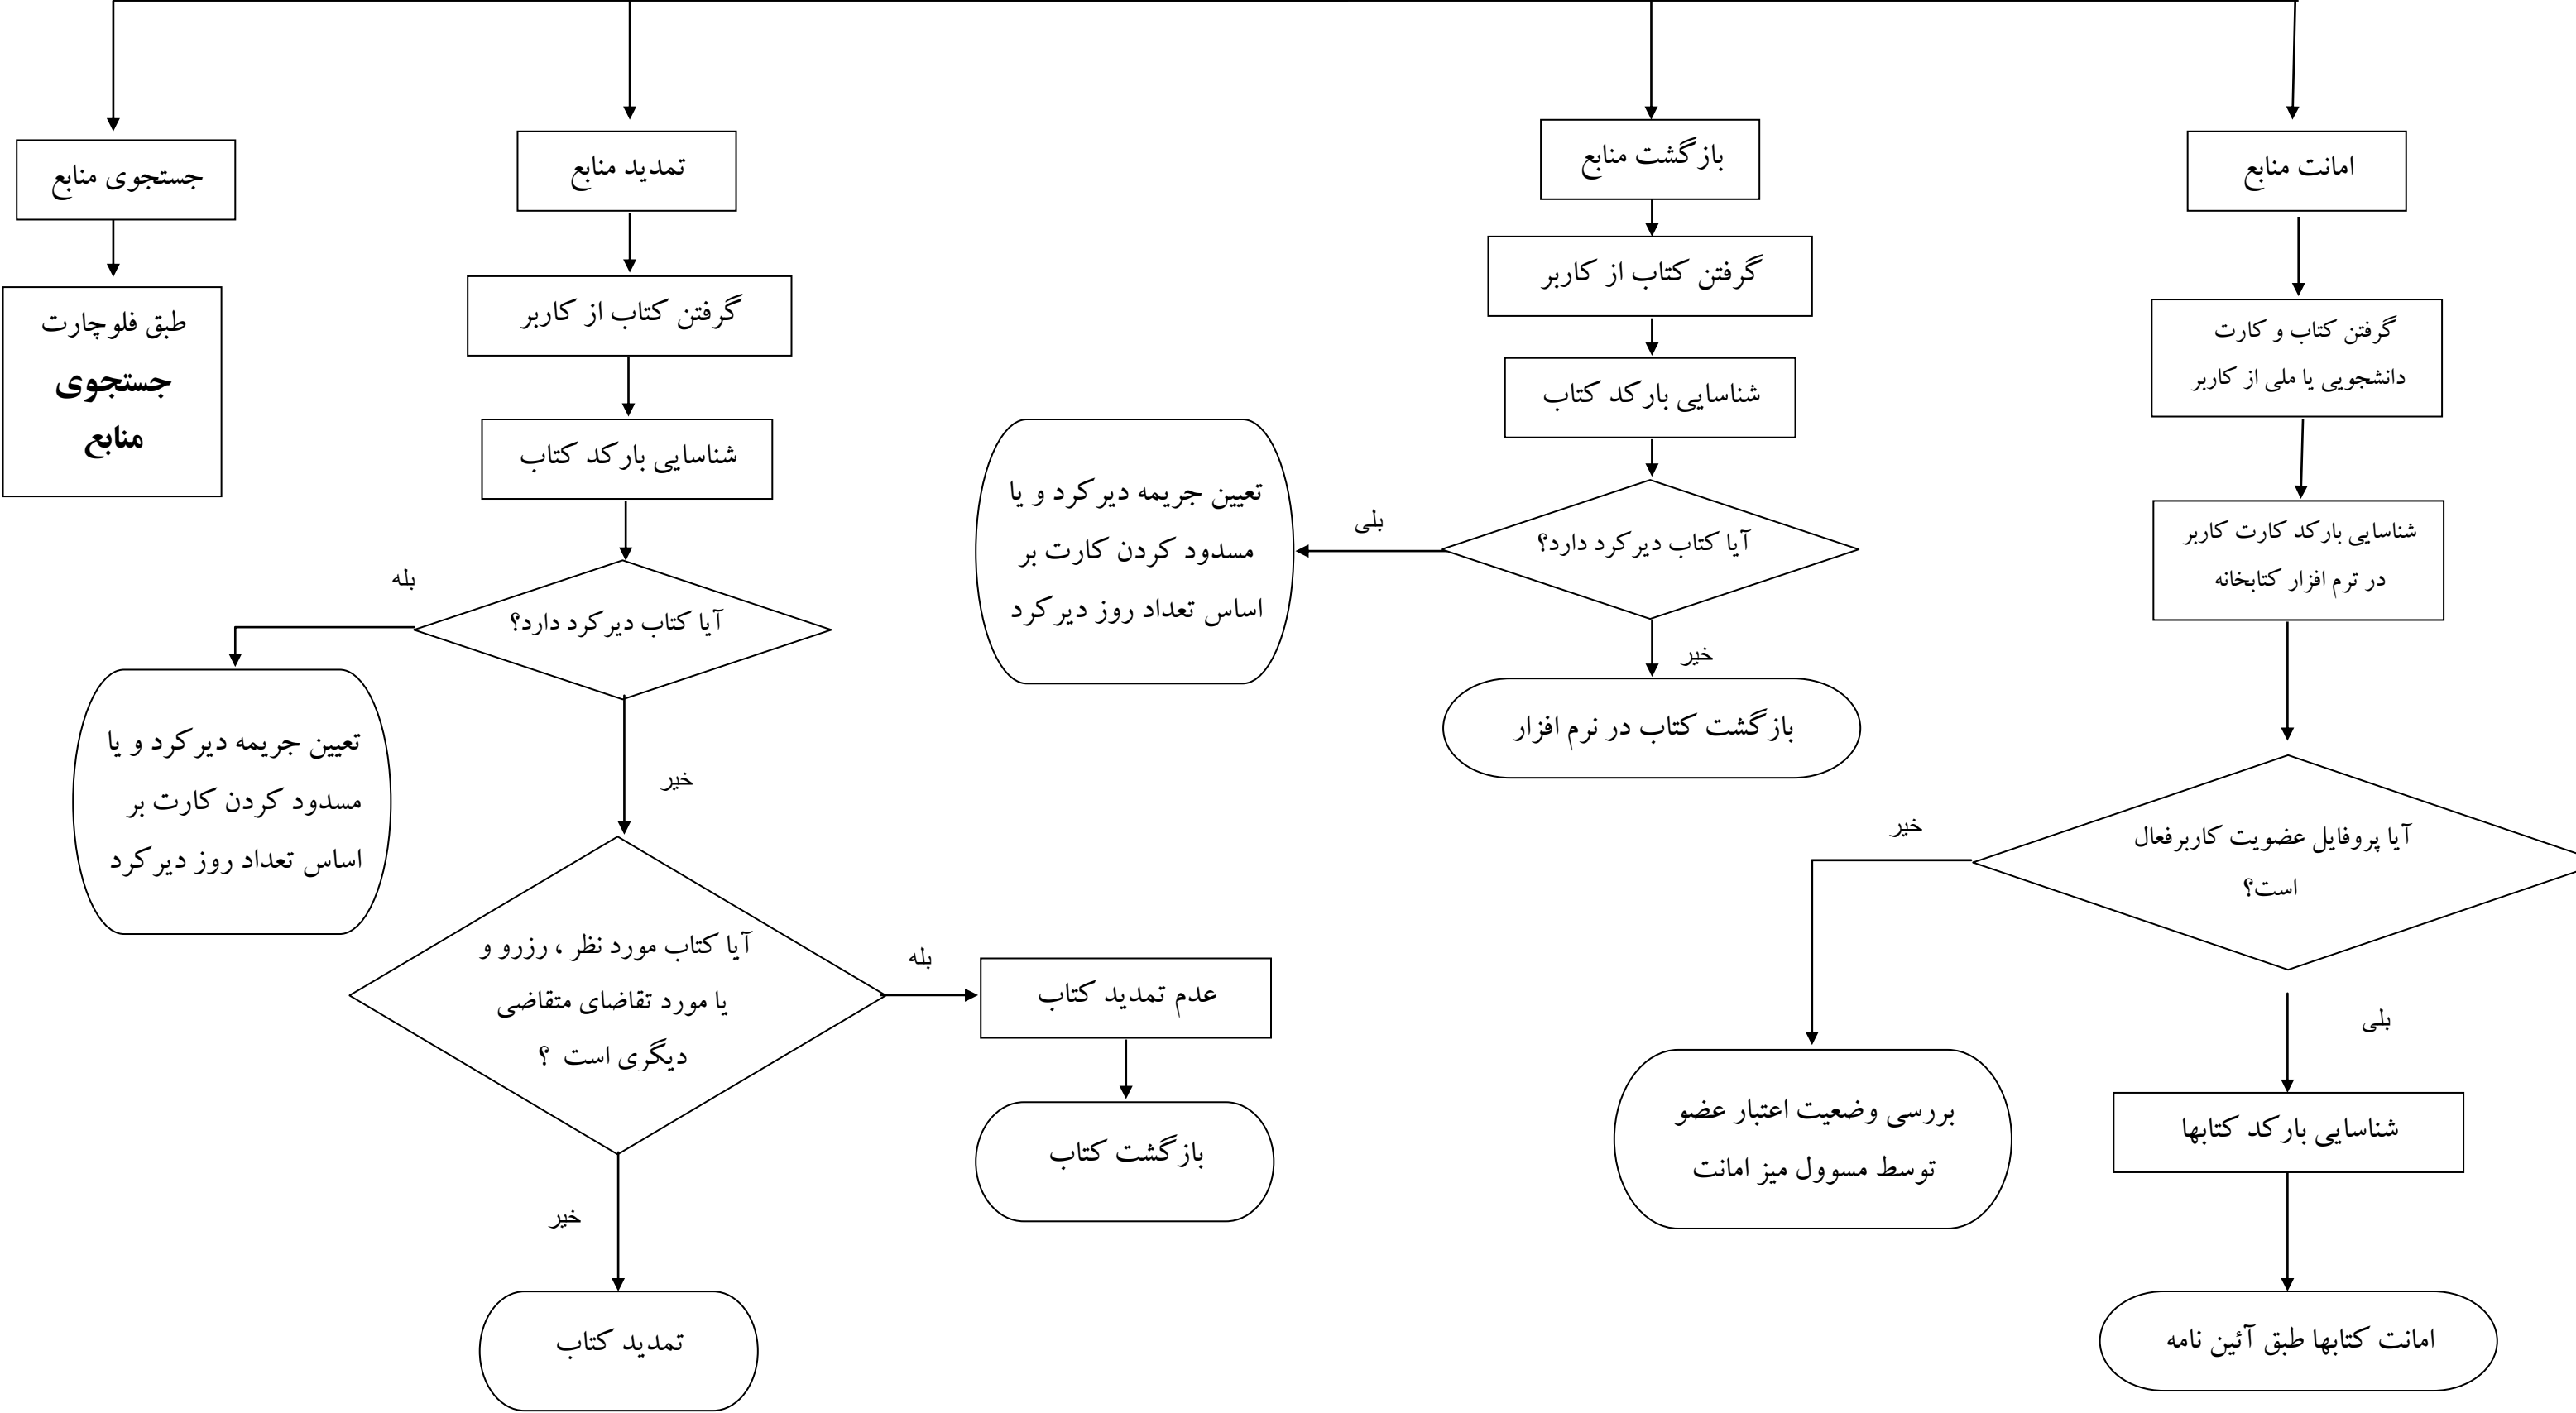 امانت منابع
گرفتن کتاب و کارت
دانشجویی یا ملی از کاربر
شناسایی بارکد کارت کاربر
در نرم افزار کتابخانه
آیا پروفایل عضویت کاربرفعال
است؟
خیر
بررسی وضعیت اعتبار عضو
توسط مسوول میز امانت
بلی
شناسایی بارکد کتابها
امانت کتابها طبق آئین نامه
بازگشت منابع
گرفتن کتاب از کاربر
شناسایی بارکد کتاب
آیا کتاب دیرکرد دارد؟
بلی
تعیین جریمه دیرکرد و یا
مسدود کردن کارت بر
اساس تعداد روز دیرکرد
خیر
بازگشت کتاب در نرم افزار
تمدید منابع
گرفتن کتاب از کاربر
شناسایی بارکد کتاب
آیا کتاب دیرکرد دارد؟
بله
تعیین جریمه دیرکرد و یا
مسدود کردن کارت بر
اساس تعداد روز دیرکرد
خیر
آیا کتاب مورد نظر ، رزرو و
یا مورد تقاضای متقاضی
دیگری است ؟
بله
عدم تمدید کتاب
بازگشت کتاب
خیر
تمدید کتاب
جستجوی منابع
طبق فلوچارت
جستجوی
منابع